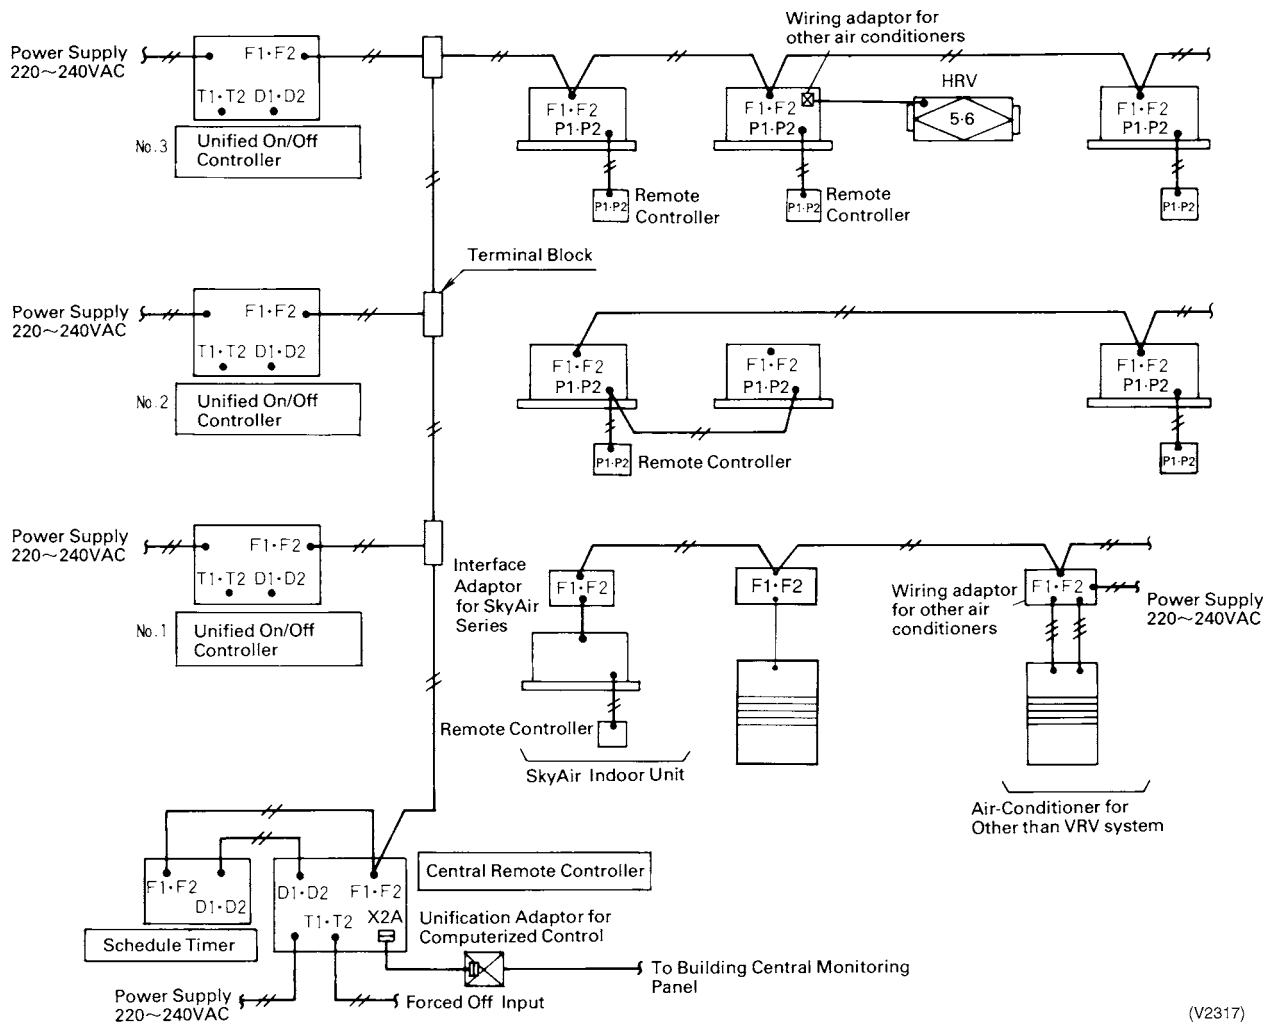 Power Supply
220~240VAC
F1·F2
T1·T2 D1·D2
No.3
Unified On/Off
Controller
Wiring adaptor for
other air conditioners
F1·F2
P1·P2
P1·P2
Remote
Controller
F1·F2
P1·P2
P1·P2
Remote
Controller
HRV
5·6
F1·F2
P1·P2
P1·P2
Terminal Block
Power Supply
220~240VAC
F1·F2
T1·T2 D1·D2
No.2
Unified On/Off
Controller
F1·F2
P1·P2
P1·P2
Remote Controller
F1·F2
P1·P2
F1·F2
P1·P2
P1·P2
Power Supply
220~240VAC
F1·F2
T1·T2 D1·D2
No.1
Unified On/Off
Controller
Interface
Adaptor
for SkyAir
Series
F1·F2
Remote Controller
SkyAir Indoor Unit
F1·F2
Wiring adaptor
for other air
conditioners
F1·F2
Power Supply
220~240VAC
Air-Conditioner for
Other than VRV system
F1·F2
D1·D2
Schedule Timer
D1·D2 F1·F2
T1·T2 X2A
Central Remote Controller
Unification Adaptor for
Computerized Control
To Building Central Monitoring
Panel
Power Supply
220~240VAC
Forced Off Input
(V2317)